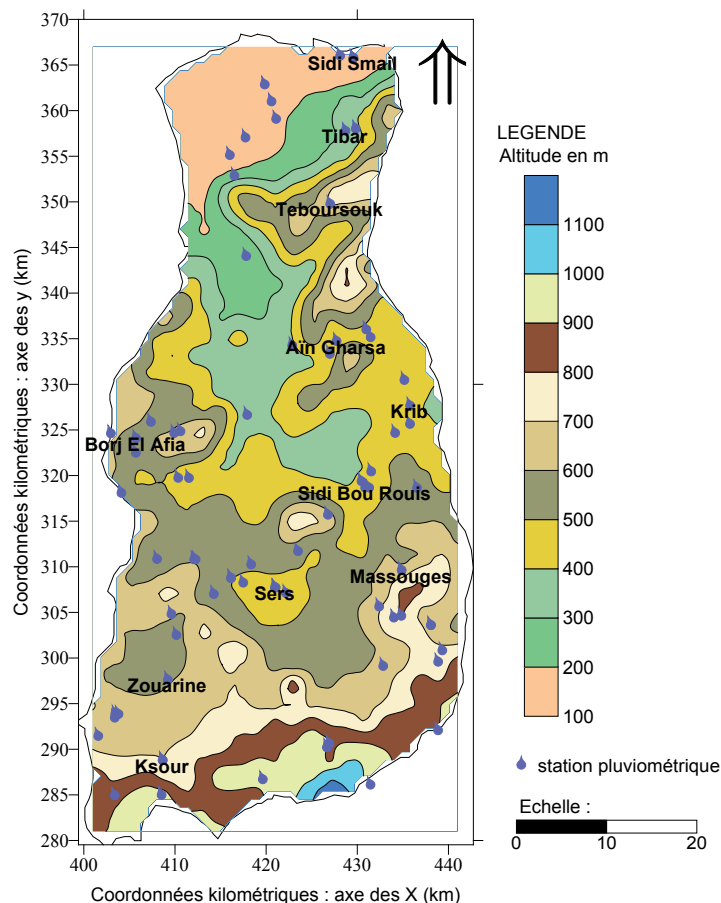 370
365
360
355
350
345
340
335
330
325
320
315
310
305
300
295
290
285
280
Coordonnées kilométriques : axe des y (km)
400
410
420
430
440
Coordonnées kilométriques : axe des X (km)
Sidi Smail
Tibar
Teboursouk
Aïn Gharsa
Krib
Borj El Afia
Sidi Bou Rouis
Massouges
Sers
Zouarine
Ksour
LEGENDE
Altitude en m
1100
1000
900
800
700
600
500
400
300
200
100
station pluviométrique
Echelle :
0
10
20